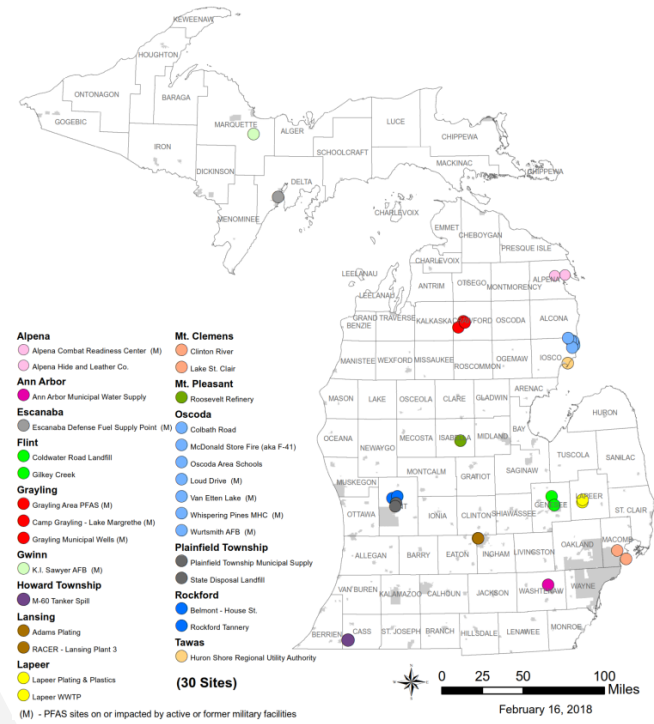 KEWEENAW
HOUGHTON
ONTONAGON
BARAGA
GOGEBIC
MARQUETTE
ALGER
LUCE
CHIPPEWA
IRON
SCHOOLCRAFT
MACKINAC
CHIPPEWA
DICKINSON
DELTA
MENOMINEE
CHARLEVOIX
EMMET
CHEBOYGAN
PRESQUE ISLE
CHARLEVOIX
LEELANAU
ANTRIM
OTSEGO
MONTMORENCY
ALPENA
LEELANAU
GRAND TRAVERSE
BENZIE
KALKASKA
CRAWFORD
OSCODA
ALCONA
MANISTEE
WEXFORD
MISSAUKEE
ROSCOMMON
OGEMAW
IOSCO
ARENAC
MASON
LAKE
OSCEOLA
CLARE
GLADWIN
HURON
OCEANA
NEWAYGO
MECOSTA
ISABELLA
MIDLAND
BAY
TUSCOLA
SANILAC
MONTCALM
GRATIOT
SAGINAW
MUSKEGON
OTTAWA
IONIA
CLINTON
SHIAWASSEE
GENESEE
LAPEER
ST. CLAIR
ALLEGAN
BARRY
EATON
INGHAM
LIVINGSTON
OAKLAND
MACOMB
VAN BUREN
KALAMAZOO
CALHOUN
JACKSON
WASHTENAW
WAYNE
BERRIEN
CASS
ST. JOSEPH
BRANCH
HILLSDALE
LENAWEE
MONROE
Alpena
Alpena Combat Readiness Center (M)
Alpena Hide and Leather Co.
Ann Arbor
Ann Arbor Municipal Water Supply
Escanaba
Escanaba Defense Fuel Supply Point (M)
Flint
Coldwater Road Landfill
Gilkey Creek
Grayling
Grayling Area PFAS (M)
Camp Grayling - Lake Margrethe (M)
Grayling Municipal Wells (M)
Gwinn
K.I. Sawyer AFB (M)
Howard Township
M-60 Tanker Spill
Lansing
Adams Plating
RACER - Lansing Plant 3
Lapeer
Lapeer Plating & Plastics
Lapeer WWTP
Mt. Clemens
Clinton River
Lake St. Clair
Mt. Pleasant
Roosevelt Refinery
Oscoda
Colbath Road
McDonald Store Fire (aka F-41)
Oscoda Area Schools
Loud Drive (M)
Van Etten Lake (M)
Whispering Pines MHC (M)
Wurtsmith AFB (M)
Plainfield Township
Plainfield Township Municipal Supply
State Disposal Landfill
Rockford
Belmont - House St.
Rockford Tannery
Tawas
Huron Shore Regional Utility Authority
(30 Sites)
(M) - PFAS sites on or impacted by active or former military facilities
0 25 50 100
Miles
February 16, 2018